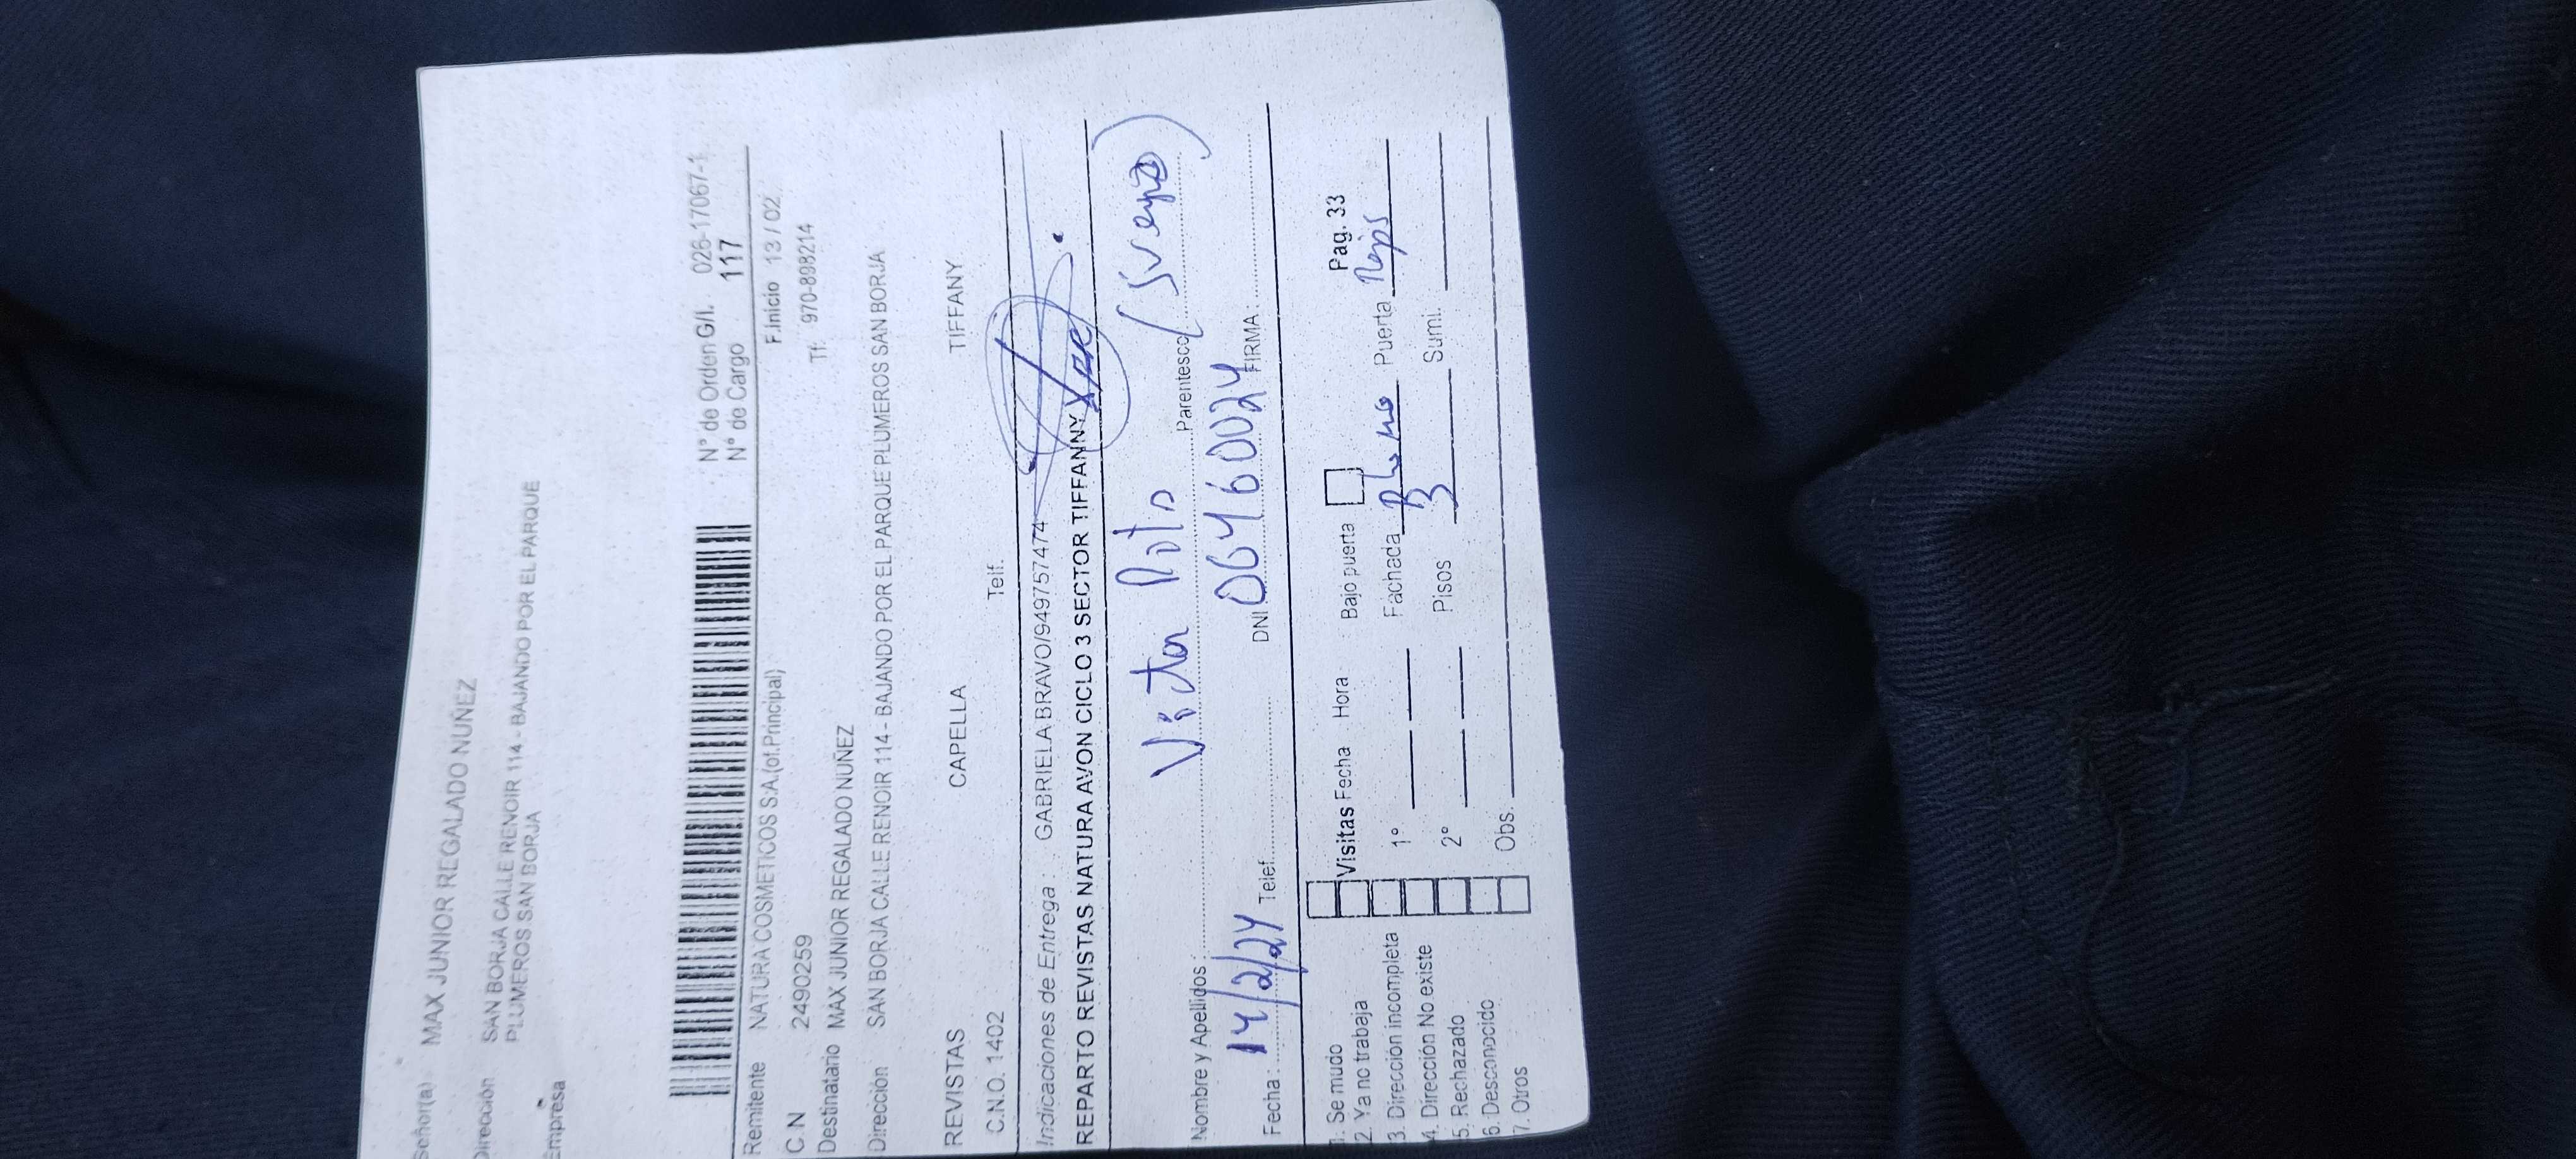 Señor(a) MAX JUNIOR REGALADO NUÑEZ
Dirección SAN BORJA CALLE RENOIR 114 - BAJANDO POR EL PARQUE
PLUMEROS SAN BORJA
Empresa
N° de Orden G/I. 026-17067-1
N° de Cargo 117
Remitente NATURA COSMETICOS S.A.(of.Principal) F.Inicio 13 / 02
C N 2490259 Tf. 970-898214
Destinatario MAX JUNIOR REGALADO NUÑEZ
Dirección SAN BORJA CALLE RENOIR 114 - BAJANDO POR EL PARQUE PLUMEROS SAN BORJA
REVISTAS CAPELLA TIFFANY
C.N.O. 1402 Telf.
Indicaciones de Entrega : GABRIELA BRAVO/949757474
REPARTO REVISTAS NATURA AVON CICLO 3 SECTOR TIFFANNY
Nombre y Apellidos : Victor Parentesco (suegro)
Fecha : 14/2/24 Telef. DNI 06460024 FIRMA :
1. Se mudo
2. Ya no trabaja Visitas Fecha Hora Bajo puerta Pag. 33
3. Dirección incompleta 1° Fachada Puerta
4. Dirección No existe
5. Rechazado 2° Pisos 3 Sumi.
6. Desconocido
7. Otros Obs.